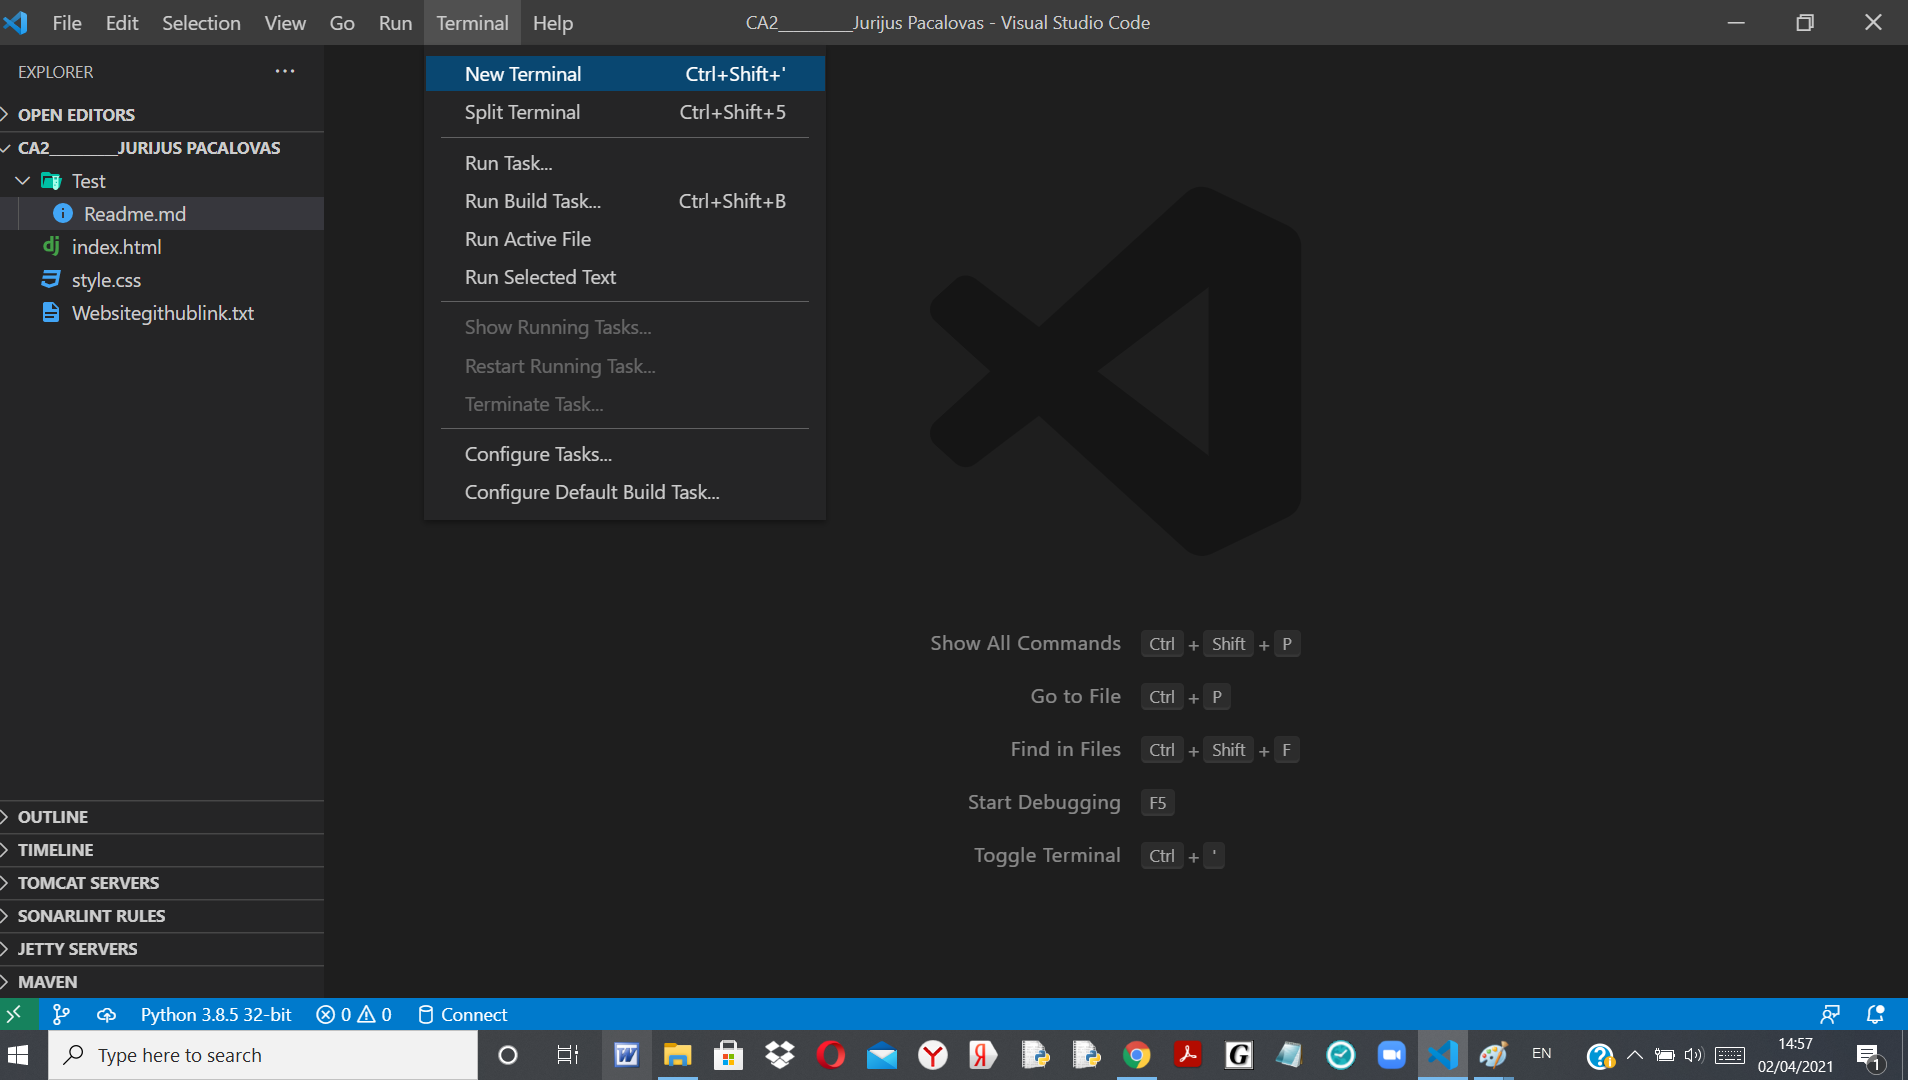 File Edit Selection View Go Run Terminal Help CA2_________Jurijus Pacalovas - Visual Studio Code
EXPLORER
OPEN EDITORS
CA2_________JURIJUS PACALOVAS
Test
Readme.md
index.html
style.css
Websitegithublink.txt
OUTLINE
TIMELINE
TOMCAT SERVERS
SONARLINT RULES
JETTY SERVERS
MAVEN
New Terminal Ctrl+Shift+'
Split Terminal Ctrl+Shift+5
Run Task...
Run Build Task... Ctrl+Shift+B
Run Active File
Run Selected Text
Show Running Tasks...
Restart Running Task...
Terminate Task...
Configure Tasks...
Configure Default Build Task...
Show All Commands Ctrl + Shift + P
Go to File Ctrl + P
Find in Files Ctrl + Shift + F
Start Debugging F5
Toggle Terminal Ctrl + '
Python 3.8.5 32-bit 0 0 Connect
Type here to search
EN
14:57
02/04/2021
1